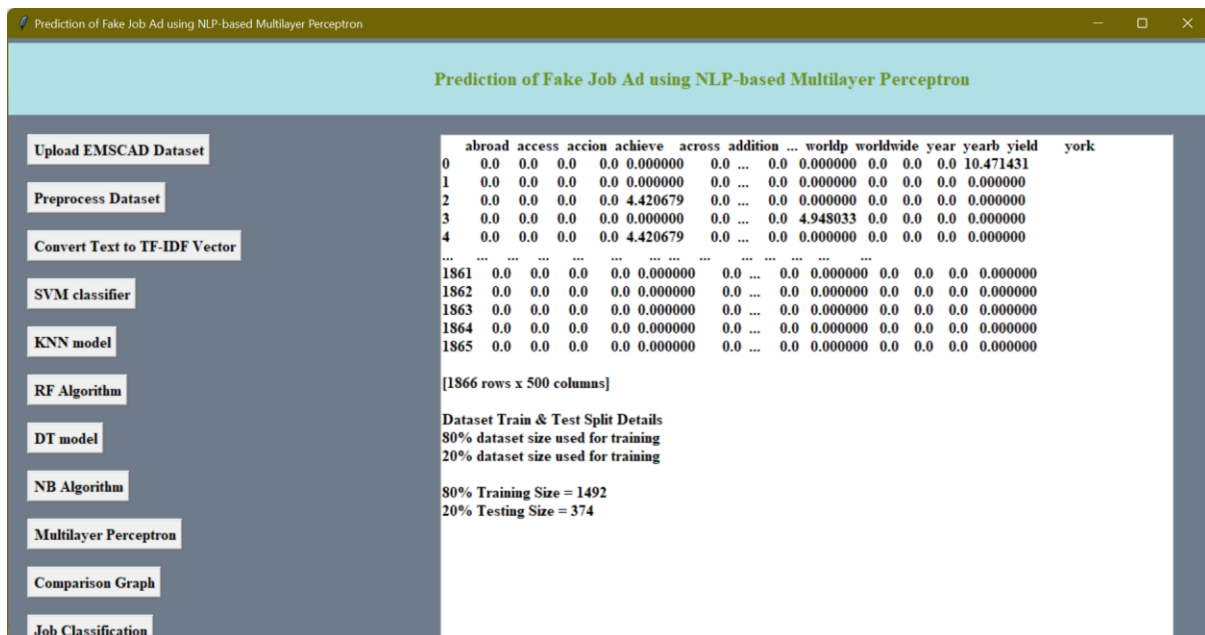 Prediction of Fake Job Ad using NLP-based Multilayer Perceptron
Prediction of Fake Job Ad using NLP-based Multilayer Perceptron
Upload EMSCAD Dataset
Preprocess Dataset
Convert Text to TF-IDF Vector
SVM classifier
KNN model
RF Algorithm
DT model
NB Algorithm
Multilayer Perceptron
Comparison Graph
Job Classification
abroad access accion achieve across addition ... worldp worldwide year yearb yield york
0 0.0 0.0 0.0 0.0 0.000000 0.0 ... 0.0 0.000000 0.0 0.0 0.0 10.471431
1 0.0 0.0 0.0 0.0 0.000000 0.0 ... 0.0 0.000000 0.0 0.0 0.0 0.000000
2 0.0 0.0 0.0 0.0 4.420679 0.0 ... 0.0 0.000000 0.0 0.0 0.0 0.000000
3 0.0 0.0 0.0 0.0 0.000000 0.0 ... 0.0 4.948033 0.0 0.0 0.0 0.000000
4 0.0 0.0 0.0 0.0 4.420679 0.0 ... 0.0 0.000000 0.0 0.0 0.0 0.000000
... ... ... ... ... ... ... ... ... ... ... ... ... ...
1861 0.0 0.0 0.0 0.0 0.000000 0.0 ... 0.0 0.000000 0.0 0.0 0.0 0.000000
1862 0.0 0.0 0.0 0.0 0.000000 0.0 ... 0.0 0.000000 0.0 0.0 0.0 0.000000
1863 0.0 0.0 0.0 0.0 0.000000 0.0 ... 0.0 0.000000 0.0 0.0 0.0 0.000000
1864 0.0 0.0 0.0 0.0 0.000000 0.0 ... 0.0 0.000000 0.0 0.0 0.0 0.000000
1865 0.0 0.0 0.0 0.0 0.000000 0.0 ... 0.0 0.000000 0.0 0.0 0.0 0.000000
[1866 rows x 500 columns]
Dataset Train & Test Split Details
80% dataset size used for training
20% dataset size used for training
80% Training Size = 1492
20% Testing Size = 374